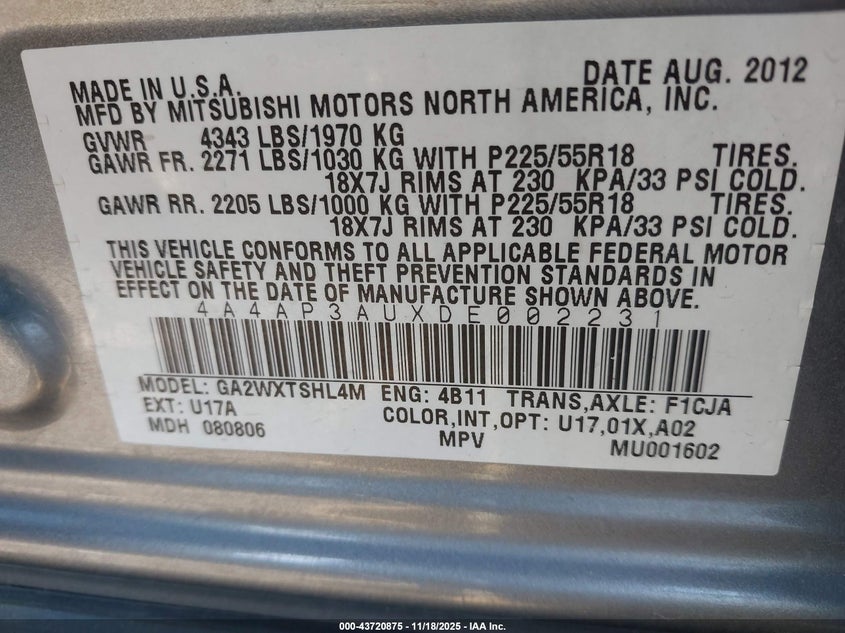 MADE IN U.S.A. DATE AUG. 2012
MFD BY MITSUBISHI MOTORS NORTH AMERICA, INC.
GVWR 4343 LBS/1970 KG
GAWR FR. 2271 LBS/1030 KG WITH P225/55R18 TIRES.
18X7J RIMS AT 230 KPA/33 PSI COLD.
GAWR RR. 2205 LBS/1000 KG WITH P225/55R18 TIRES.
18X7J RIMS AT 230 KPA/33 PSI COLD.
THIS VEHICLE CONFORMS TO ALL APPLICABLE FEDERAL MOTOR
VEHICLE SAFETY AND THEFT PREVENTION STANDARDS IN
EFFECT ON THE DATE OF MANUFACTURE SHOWN ABOVE.
4A4AP3AUXDE002231
MODEL: GA2WXTSHL4M ENG: 4B11 TRANS,AXLE: F1CJA
EXT: U17A COLOR,INT,OPT: U17,01X,A02
MDH 080806 MPV MU001602
000-43720875 - 11/18/2025 - IAA Inc.